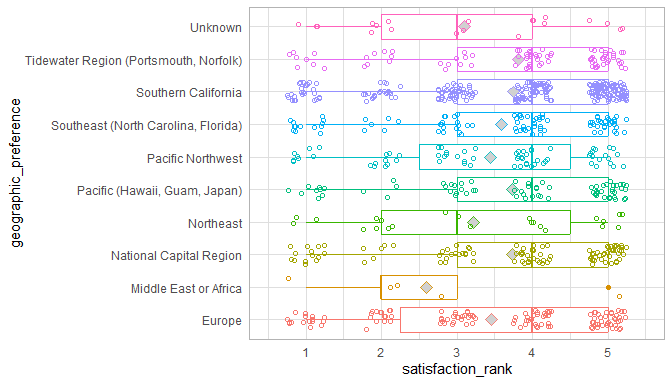 geographic_preference
Unknown
Tidewater Region (Portsmouth, Norfolk)
Southern California
Southeast (North Carolina, Florida)
Pacific Northwest
Pacific (Hawaii, Guam, Japan)
Northeast
National Capital Region
Middle East or Africa
Europe
1 2 3 4 5
satisfaction_rank